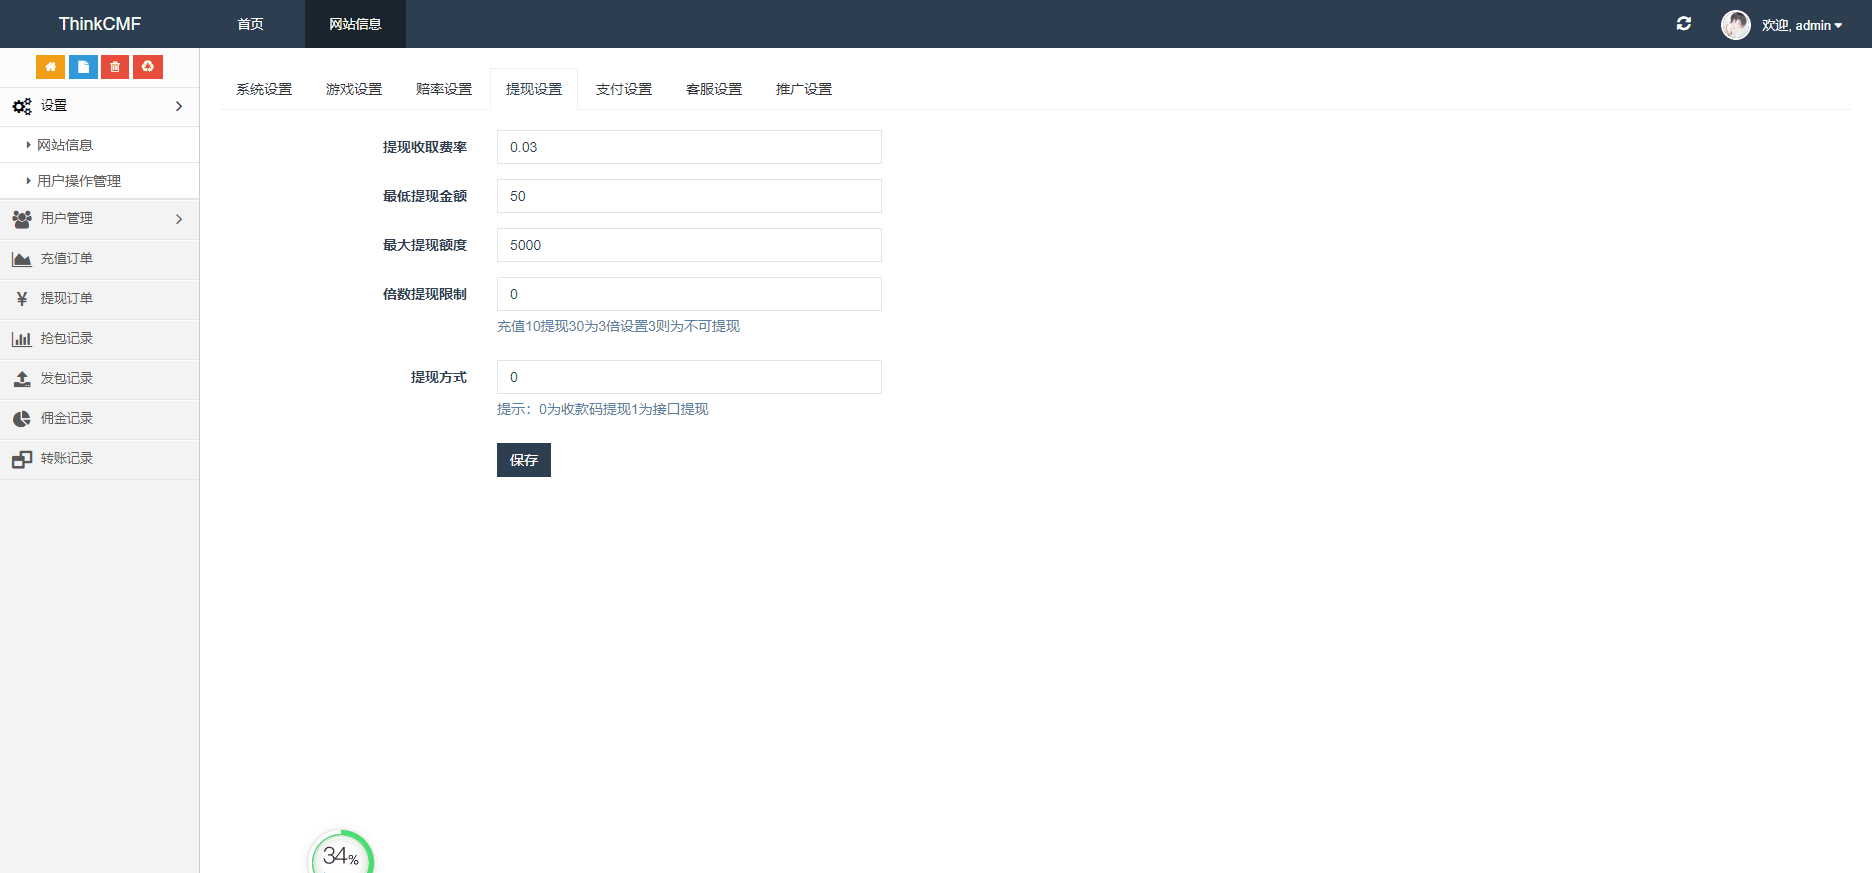 ThinkCMF
首页
网站信息
欢迎, admin
设置
网站信息
用户操作管理
用户管理
充值订单
提现订单
抢包记录
发包记录
佣金记录
转账记录
系统设置
游戏设置
赔率设置
提现设置
支付设置
客服设置
推广设置
提现收取费率
0.03
最低提现金额
50
最大提现额度
5000
倍数提现限制
0
充值10提现30为3倍设置3则为不可提现
提现方式
0
提示：0为收款码提现1为接口提现
保存
34%